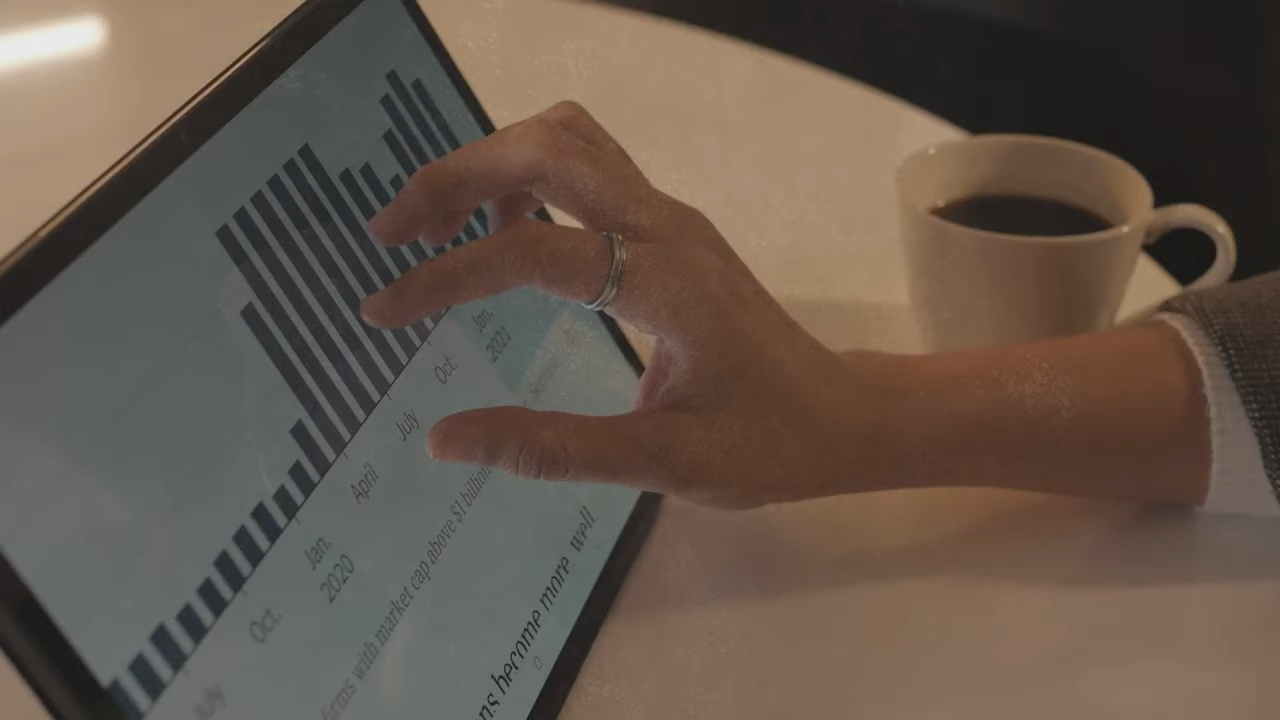 July
Oct.
Jan.
2020
April
July
Oct.
Jan.
2021
firms with market cap above $1 billion.
ns become more well